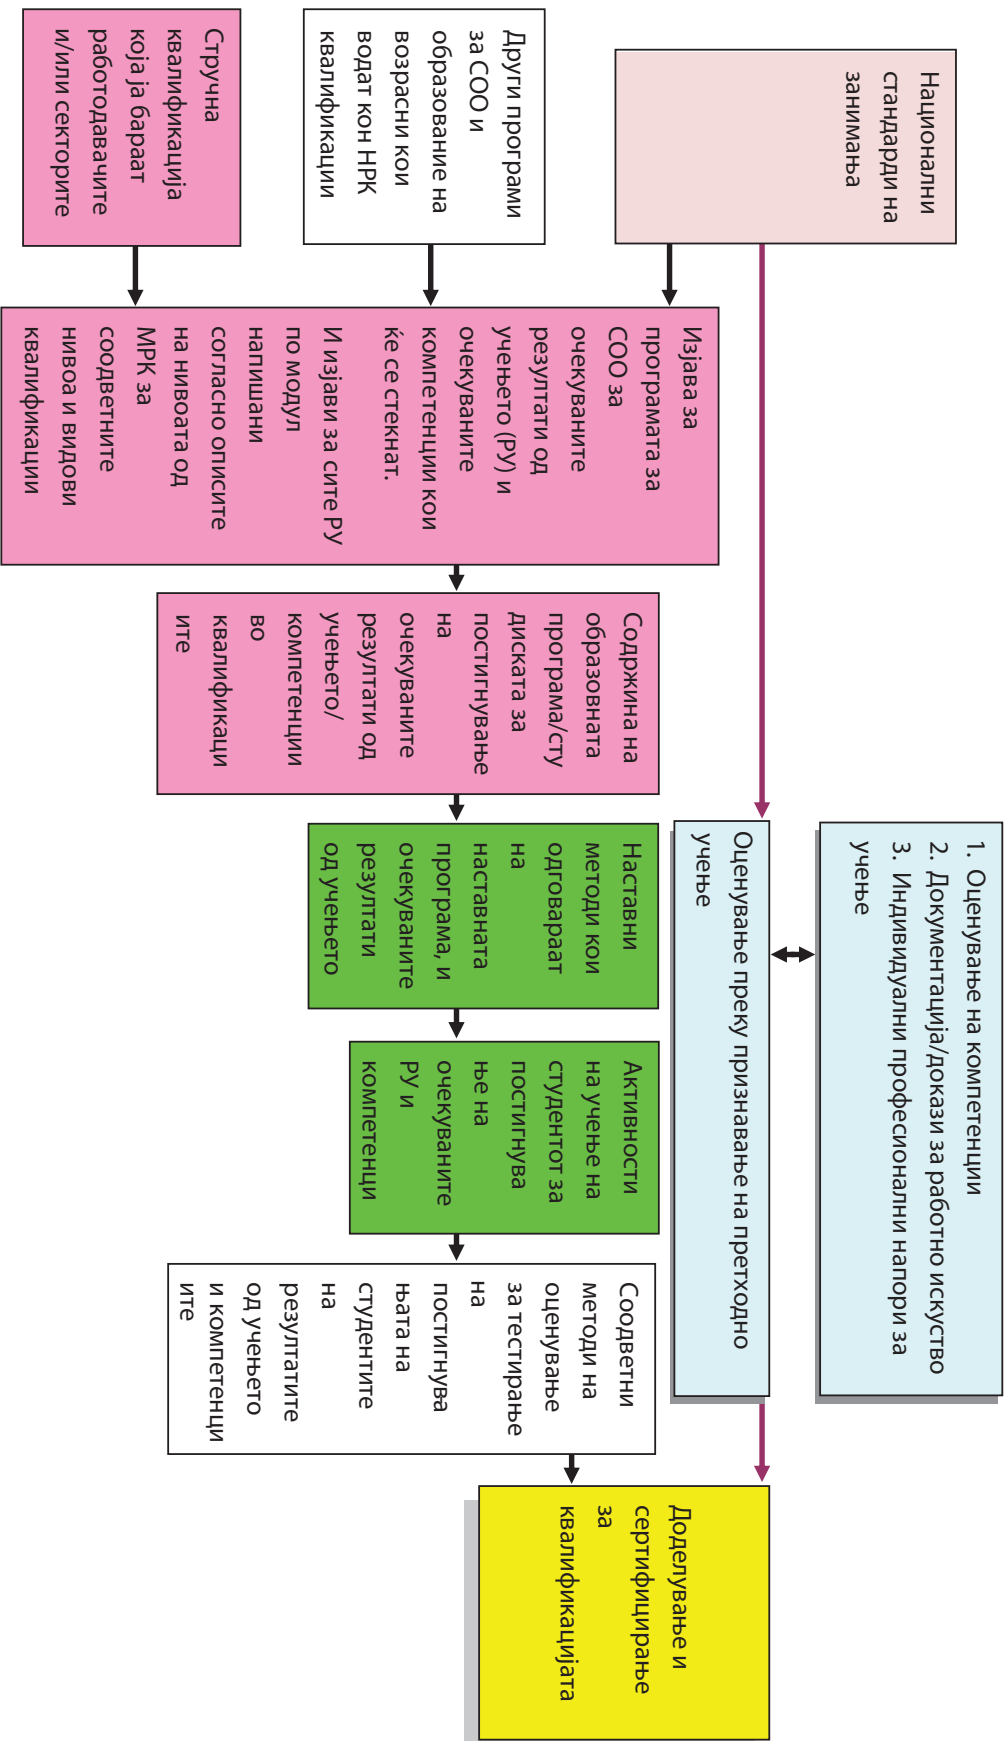 1. Оценување на компетенции
2. Документација/докази за работно искуство
3. Индивидуални професионални напори за
учење
Национални
стандарди на
занимања
Оценување преку признавање на претходно
учење
Други програми
за СОО и
образование на
возрасни кои
водат кон НРК
квалификации
Стручна
квалификација
која ја бараат
работодавачите
и/или секторите
Изјава за
програмата за
СОО за
очекуваните
резултати од
учењето (РУ) и
очекуваните
компетенции кои
ќе се стекнат.
И изјави за сите РУ
по модул
напишани
согласно описите
на нивоата од
МРК за
соодветните
нивоа и видови
квалификации
Содржина на
образовната
програма/сту
диската за
постигнување
на
очекуваните
резултати од
учењето/
компетенции
во
квалификаци
ите
Наставни
методи кои
одговараат
на
наставната
програма, и
очекуваните
резултати
од учењето
Активности
на учење на
студентот за
постигнува
ње на
очекуваните
РУ и
компетенци
Соодветни
методи на
оценување
за тестирање
на
постигнува
њата на
студентите
на
резултатите
од учењето
и компетенци
ите
Доделување и
сертифицирање
за
квалификацијата